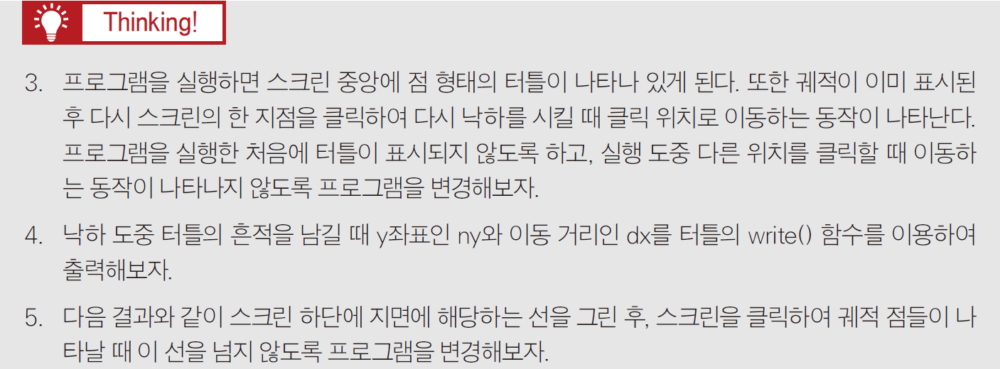 Thinking!
3. 프로그램을 실행하면 스크린 중앙에 점 형태의 터틀이 나타나 있게 된다. 또한 궤적이 이미 표시된
후 다시 스크린의 한 지점을 클릭하여 다시 낙하를 시킬 때 클릭 위치로 이동하는 동작이 나타난다.
프로그램을 실행한 처음에 터틀이 표시되지 않도록 하고, 실행 도중 다른 위치를 클릭할 때 이동하
는 동작이 나타나지 않도록 프로그램을 변경해보자.
4. 낙하 도중 터틀의 흔적을 남길 때 y좌표인 ny와 이동 거리인 dx를 터틀의 write() 함수를 이용하여
출력해보자.
5. 다음 결과와 같이 스크린 하단에 지면에 해당하는 선을 그린 후, 스크린을 클릭하여 궤적 점들이 나
타날 때 이 선을 넘지 않도록 프로그램을 변경해보자.